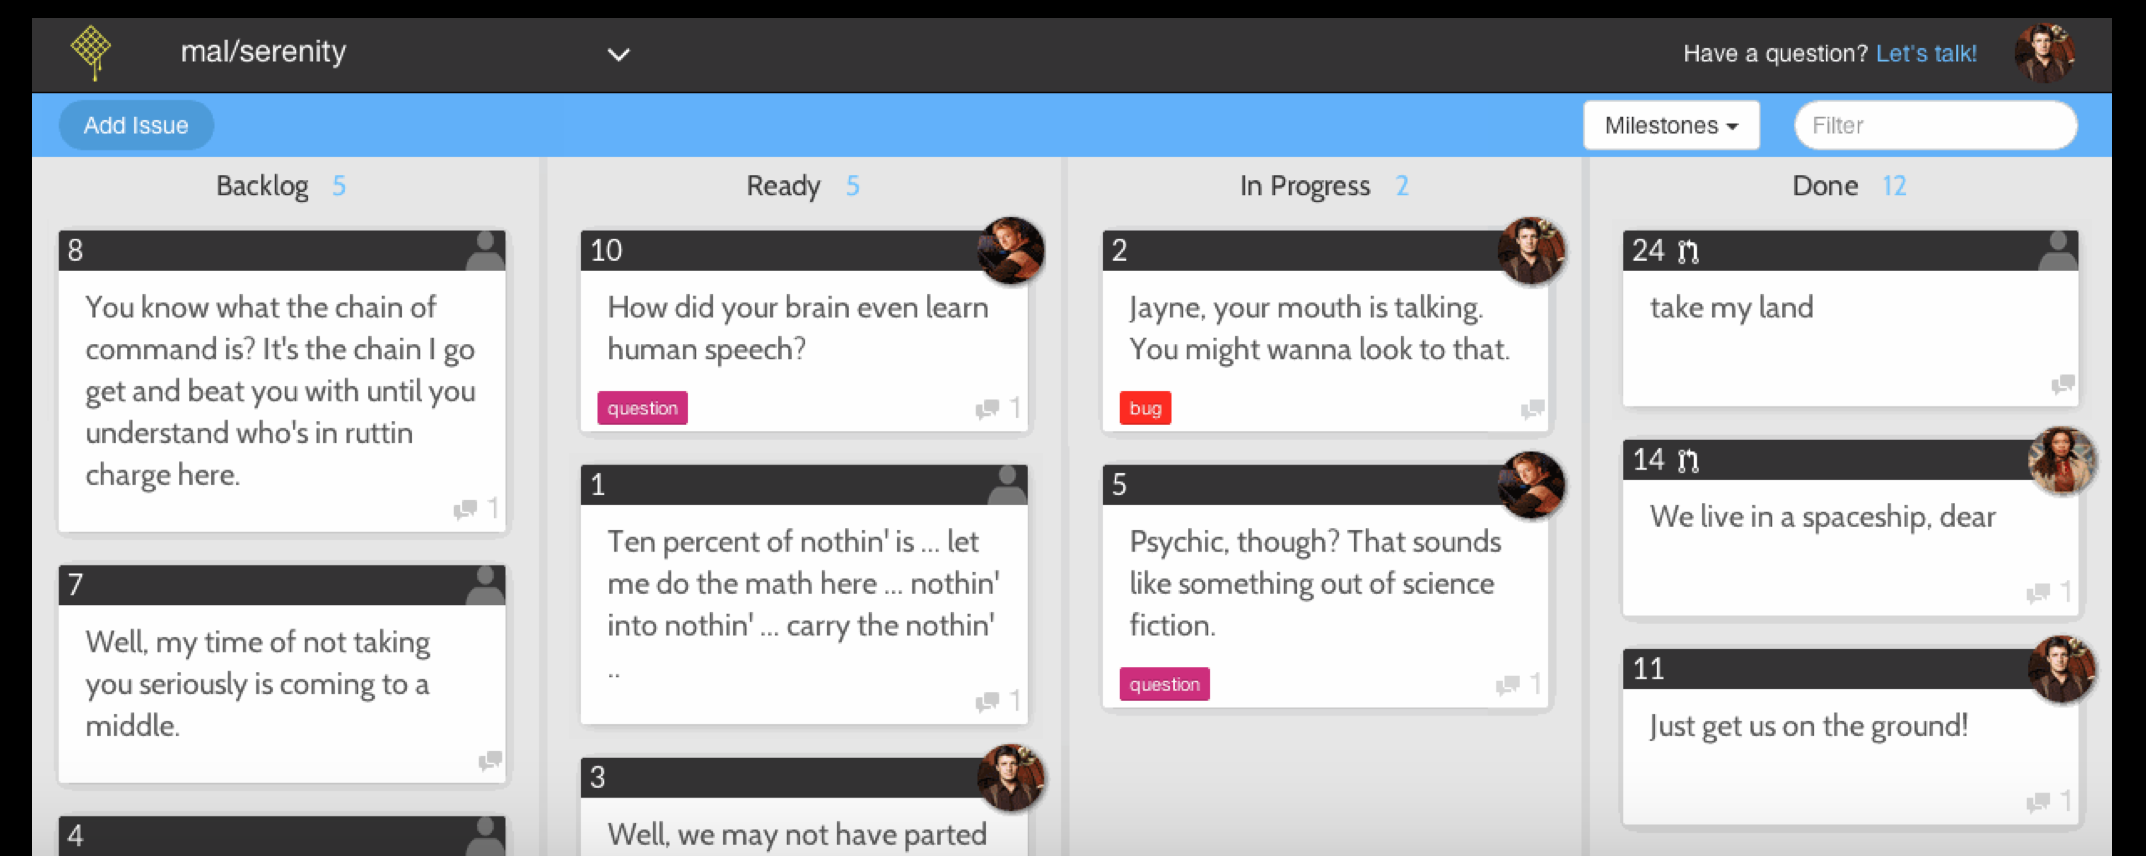 mal/serenity
Have a question? Let's talk!
Add Issue
Milestones
Filter
Backlog 5
8
You know what the chain of
command is? It's the chain I go
get and beat you with until you
understand who's in ruttin
charge here.
1
7
Well, my time of not taking
you seriously is coming to a
middle.
4
Ready 5
10
How did your brain even learn
human speech?
question
1
1
Ten percent of nothin' is ... let
me do the math here ... nothin'
into nothin' ... carry the nothin'
..
1
3
Well, we may not have parted
In Progress 2
2
Jayne, your mouth is talking.
You might wanna look to that.
bug
5
Psychic, though? That sounds
like something out of science
fiction.
question
1
Done 12
24
take my land
14
We live in a spaceship, dear
1
11
Just get us on the ground!
1